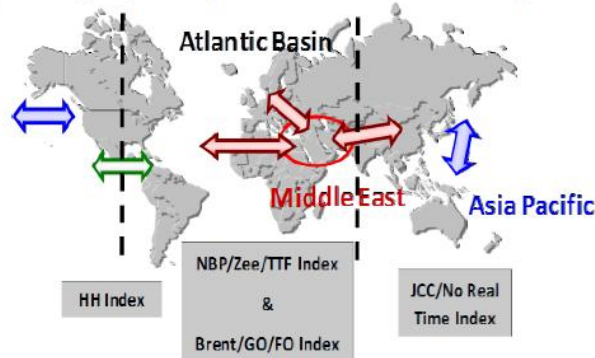 Atlantic Basin
Middle East
Asia Pacific
HH Index
NBP/Zee/TTF Index
&
Brent/GO/FO Index
JCC/No Real
Time Index